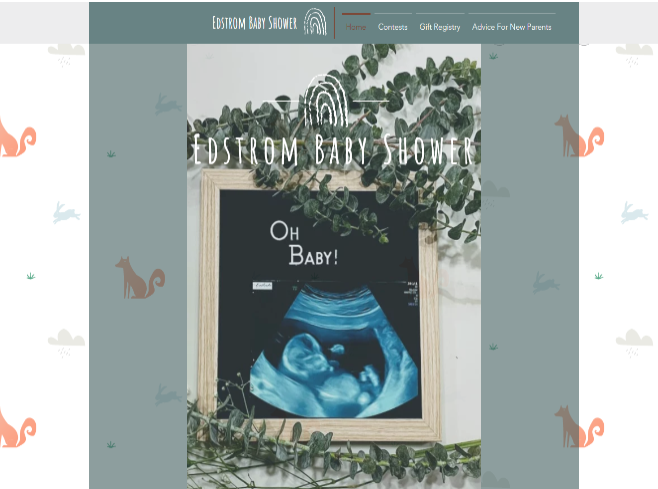 Edstrom Baby Shower
Home Contests Gift Registry Advice For New Parents
Edstrom Baby Shower
Oh
Baby!